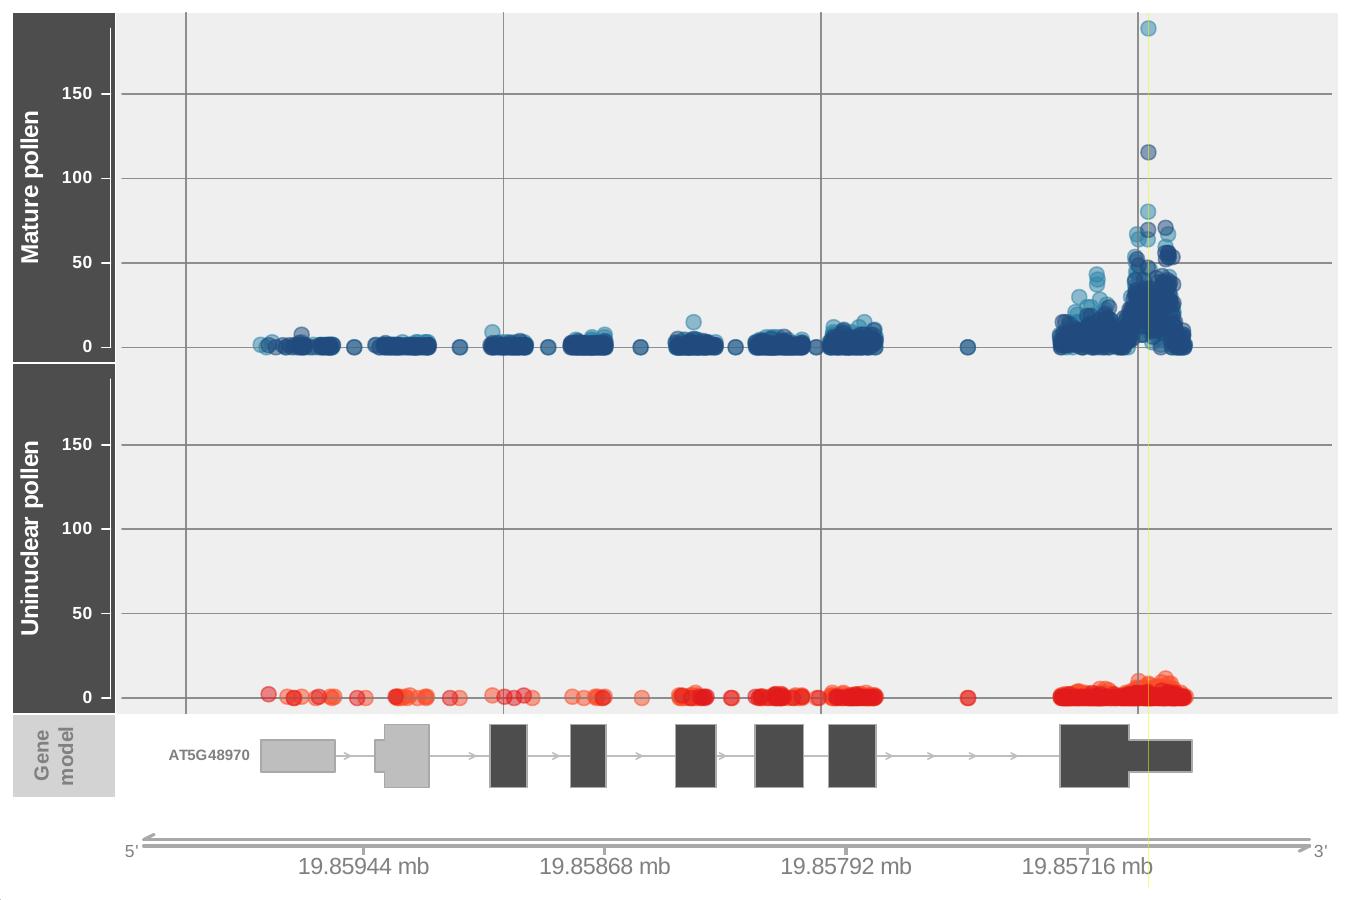 Mature pollen
150
100
50
0
Uninuclear pollen
150
100
50
0
Gene
model
AT5G48970
5'
3'
19.85944 mb
19.85868 mb
19.85792 mb
19.85716 mb